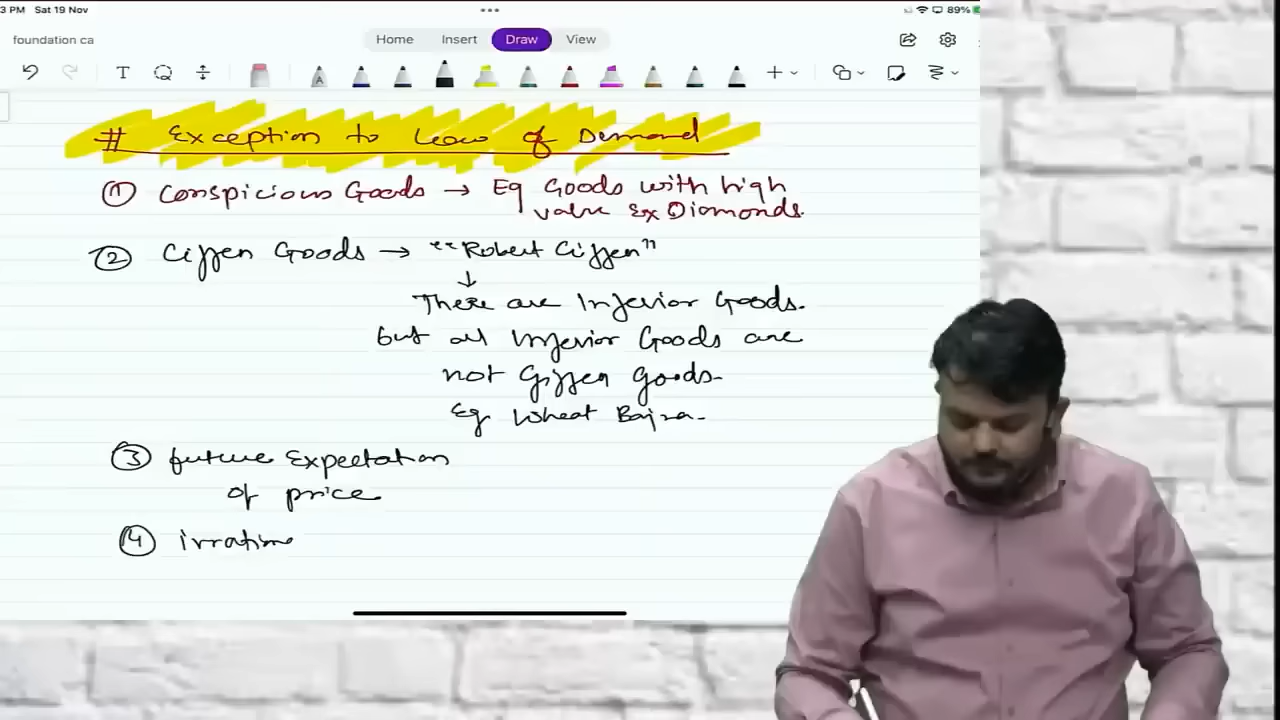 3 PM Sat 19 Nov
89%
foundation ca
Home Insert Draw View
# Exception to Law of Demand
① Conspicious Goods → Eg Goods with high
value Ex Diamonds.
② Giffen Goods → "Robert Giffen"
↓
There are Inferior Goods.
but all Inferior Goods are
not Giffen goods.
Eg Wheat Bajra.
③ future Expectation
of price
④ irration